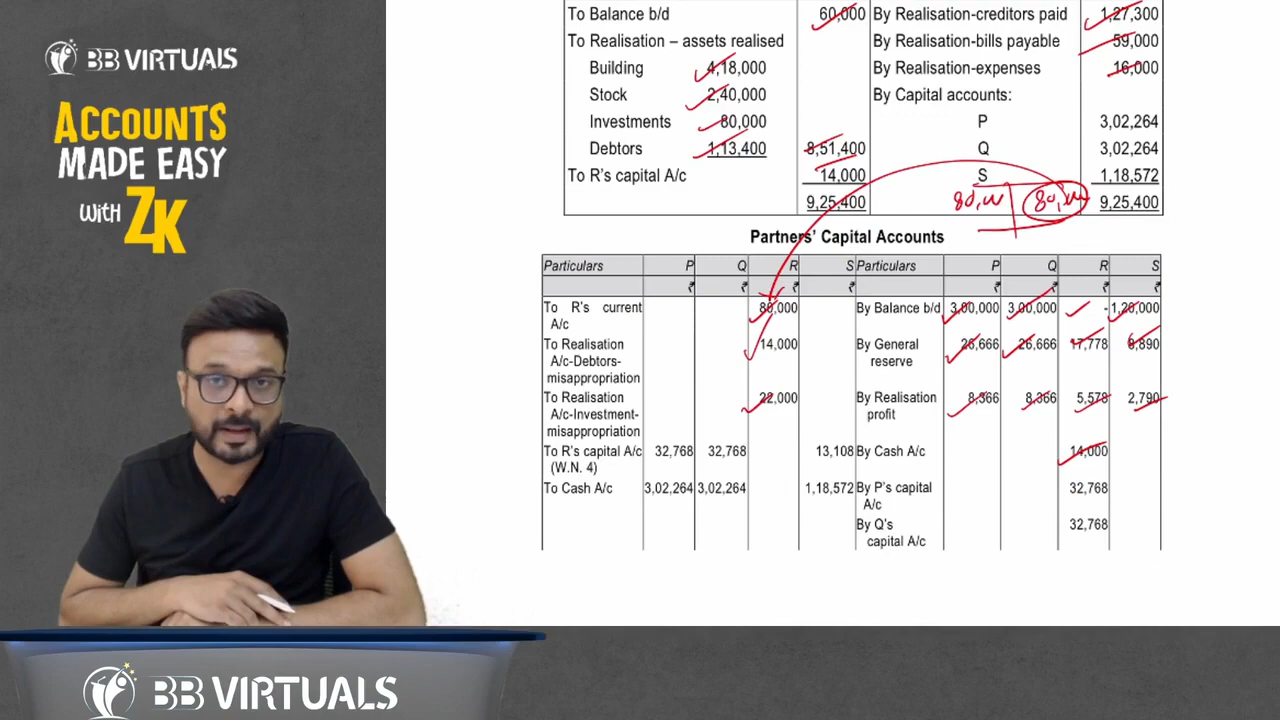 BB VIRTUALS
ACCOUNTS
MADE EASY
with ZK
To Balance b/d 60,000 By Realisation-creditors paid 1,27,300
To Realisation – assets realised By Realisation-bills payable 59,000
Building 4,18,000 By Realisation-expenses 16,000
Stock 2,40,000 By Capital accounts:
Investments 80,000 P 3,02,264
Debtors 1,13,400 8,51,400 Q 3,02,264
To R's capital A/c 14,000 S 1,18,572
9,25,400 9,25,400
Partners' Capital Accounts
Particulars P Q R S Particulars P Q R S
₹ ₹ ₹ ₹ ₹ ₹ ₹ ₹
To R's current 80,000 By Balance b/d 3,00,000 3,00,000 - 1,20,000
A/c
To Realisation 14,000 By General 26,666 26,666 17,778 8,890
A/c-Debtors- reserve
misappropriation
To Realisation 22,000 By Realisation 8,366 8,366 5,578 2,790
A/c-Investment- profit
misappropriation
To R's capital A/c 32,768 32,768 13,108 By Cash A/c 14,000
(W.N. 4)
To Cash A/c 3,02,264 3,02,264 1,18,572 By P's capital 32,768
A/c
By Q's 32,768
capital A/c
BB VIRTUALS